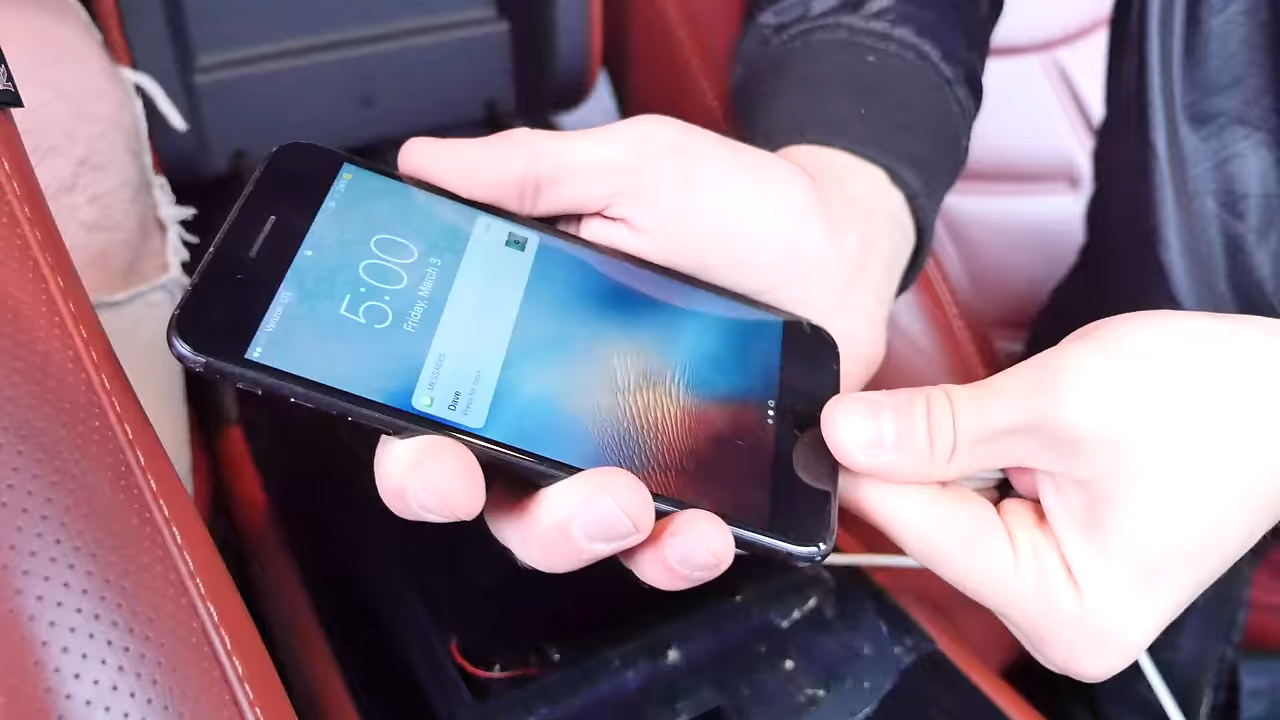 Verizon LTE
5:00
Friday, March 3
MESSAGES
Dave
Press for more